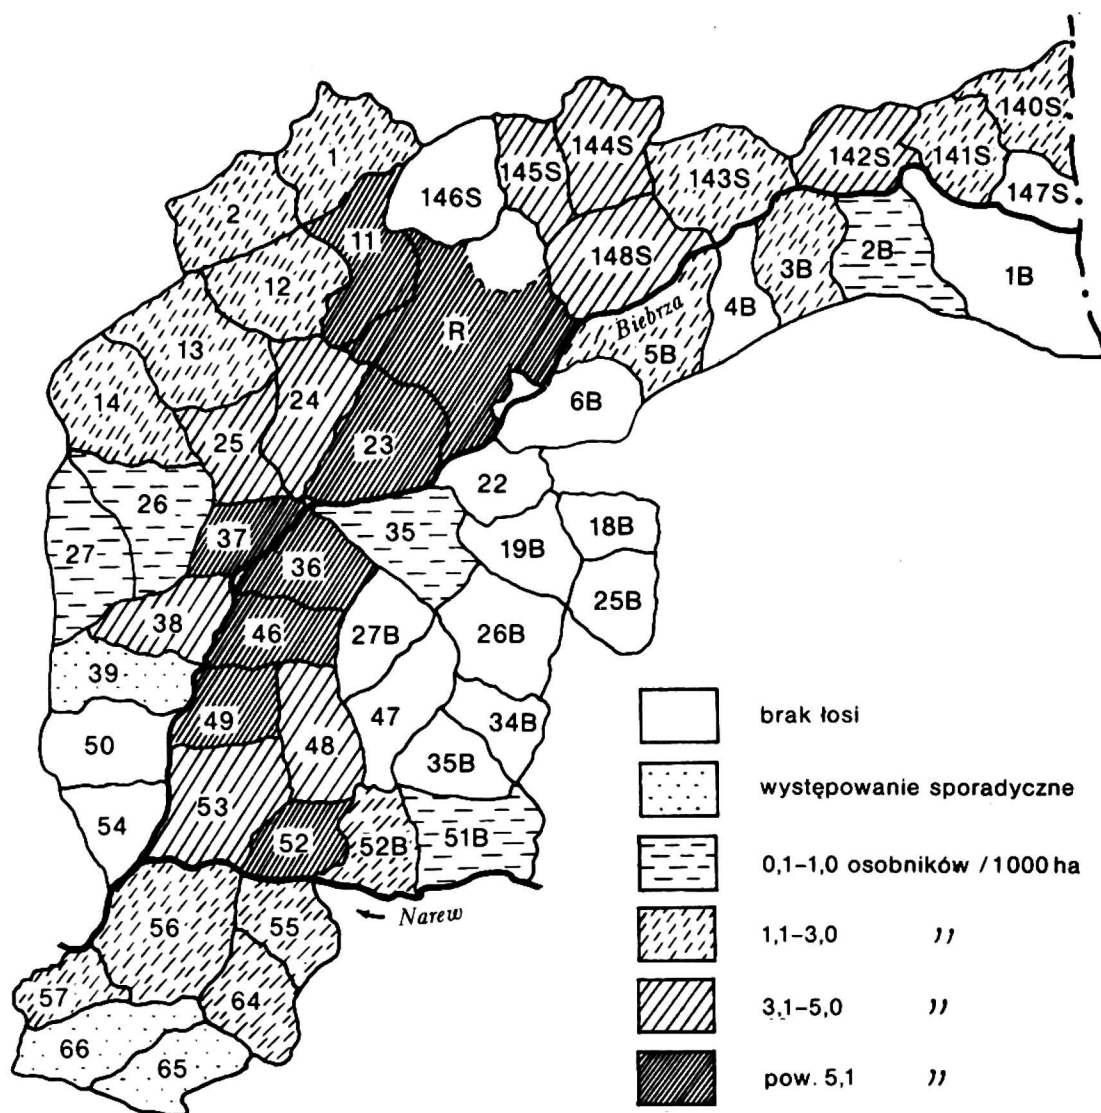 140S
144S
142S
141S
145S
1
143S
147S
146S
2
11
148S
3B
2B
1B
12
4B
Biebrza
R
5B
13
24
14
6B
25
23
22
26
18B
37
35
19B
27
36
25B
38
46
27B
26B
39
49
47
34B
50
48
35B
54
53
52
52B
51B
56
55
Narew
57
64
66
65
brak łosi
występowanie sporadyczne
0,1–1,0 osobników / 1000 ha
1,1–3,0 ,,
3,1–5,0 ,,
pow. 5,1 ,,